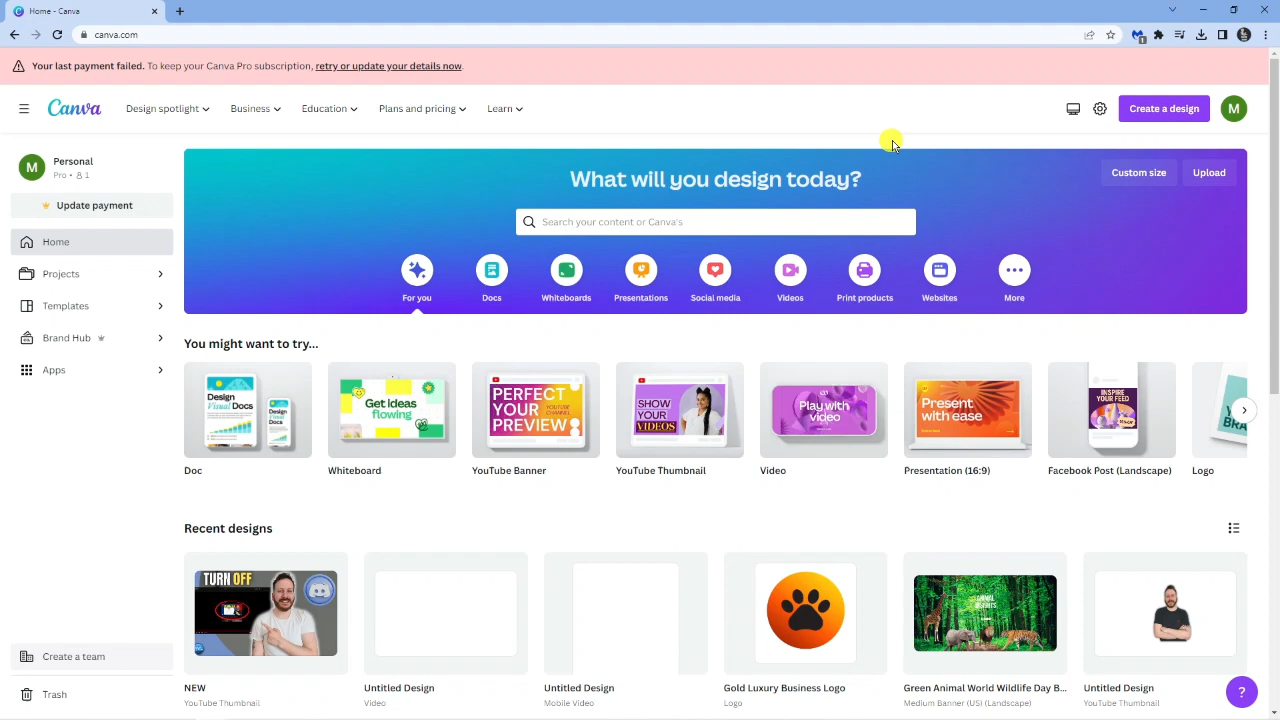 Home - Canva
canva.com
Your last payment failed. To keep your Canva Pro subscription, retry or update your details now.
Canva
Design spotlight
Business
Education
Plans and pricing
Learn
Create a design
M
M
Personal
Pro • 1
Update payment
Home
Projects
Templates
Brand Hub
Apps
Create a team
Trash
What will you design today?
Custom size
Upload
Search your content or Canva's
For you
Docs
Whiteboards
Presentations
Social media
Videos
Print products
Websites
More
You might want to try...
Design
Visual Docs
Design
Visual Docs
Get ideas
flowing
PERFECT
YOUR
PREVIEW
YOUTUBE
CHANNEL
SHOW
YOUR
VIDEOS
Play with
video
Present
with ease
INSPIRE
YOUR FEED
Doc
Whiteboard
YouTube Banner
YouTube Thumbnail
Video
Presentation (16:9)
Facebook Post (Landscape)
Logo
Recent designs
TURN OFF
NEW
YouTube Thumbnail
Untitled Design
Video
Untitled Design
Mobile Video
Gold Luxury Business Logo
Logo
Green Animal World Wildlife Day B...
Medium Banner (US) (Landscape)
Untitled Design
YouTube Thumbnail
?